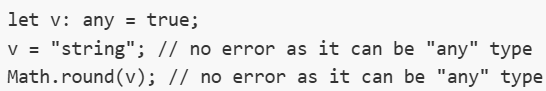 let v: any = true;
v = "string"; // no error as it can be "any" type
Math.round(v); // no error as it can be "any" type